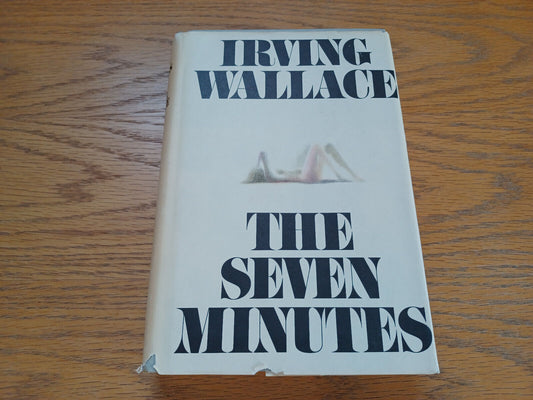 IRVING
WALLACE
THE
SEVEN
MINUTES